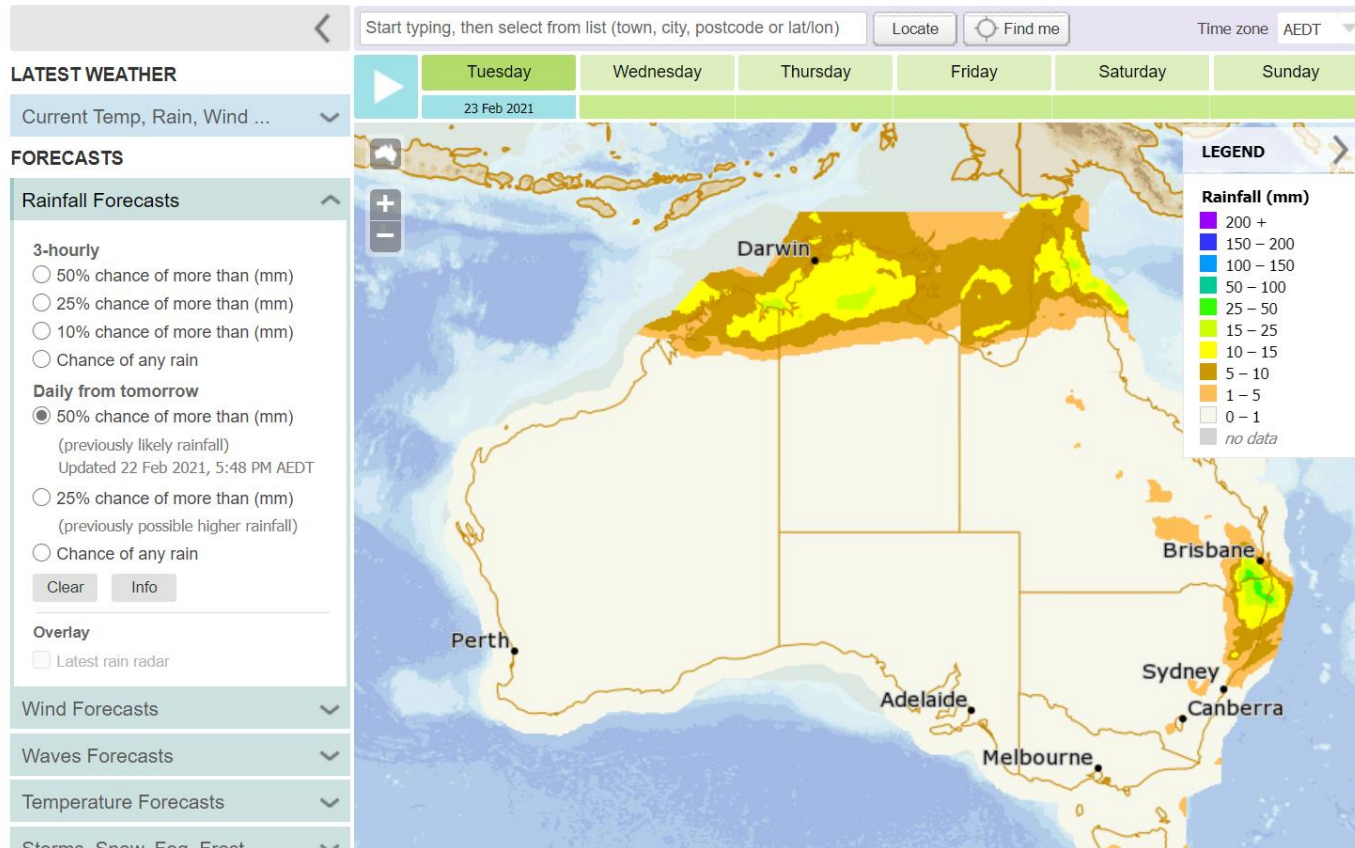 Start typing, then select from list (town, city, postcode or lat/lon)
Locate
Find me
Time zone AEDT
LATEST WEATHER
Current Temp, Rain, Wind ...
FORECASTS
Rainfall Forecasts
3-hourly
50% chance of more than (mm)
25% chance of more than (mm)
10% chance of more than (mm)
Chance of any rain
Daily from tomorrow
50% chance of more than (mm)
(previously likely rainfall)
Updated 22 Feb 2021, 5:48 PM AEDT
25% chance of more than (mm)
(previously possible higher rainfall)
Chance of any rain
Clear
Info
Overlay
Latest rain radar
Wind Forecasts
Waves Forecasts
Temperature Forecasts
Storms, Snow, Fog, Frost
Tuesday
Wednesday
Thursday
Friday
Saturday
Sunday
23 Feb 2021
+
−
LEGEND
Rainfall (mm)
200 +
150 – 200
100 – 150
50 – 100
25 – 50
15 – 25
10 – 15
5 – 10
1 – 5
0 – 1
no data
Darwin
Brisbane
Perth
Sydney
Adelaide
Canberra
Melbourne